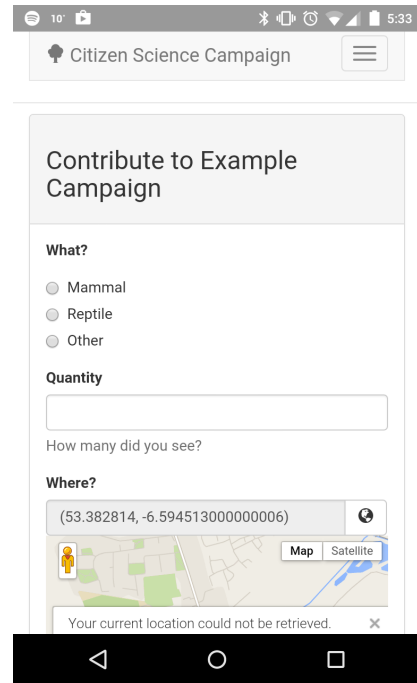 10° 5:33
Citizen Science Campaign
Contribute to Example
Campaign
What?
Mammal
Reptile
Other
Quantity
How many did you see?
Where?
(53.382814, -6.594513000000006)
Map Satellite
Your current location could not be retrieved. ×